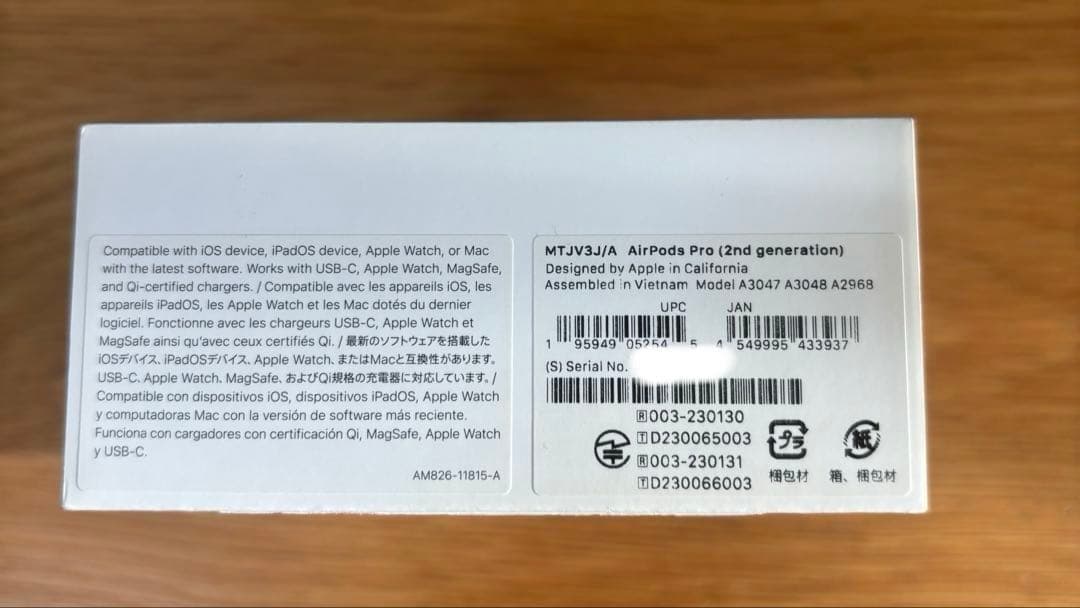 Compatible with iOS device, iPadOS device, Apple Watch, or Mac
with the latest software. Works with USB-C, Apple Watch, MagSafe,
and Qi-certified chargers. / Compatible avec les appareils iOS, les
appareils iPadOS, les Apple Watch et les Mac dotés du dernier
logiciel. Fonctionne avec les chargeurs USB-C, Apple Watch et
MagSafe ainsi qu'avec ceux certifiés Qi. / 最新のソフトウェアを搭載した
iOSデバイス、iPadOSデバイス、Apple Watch、またはMacと互換性があります。
USB-C、Apple Watch、MagSafe、およびQi規格の充電器に対応しています。/
Compatible con dispositivos iOS, dispositivos iPadOS, Apple Watch
y computadoras Mac con la versión de software más reciente.
Funciona con cargadores con certificación Qi, MagSafe, Apple Watch
y USB-C.
AM826-11815-A
MTJV3J/A AirPods Pro (2nd generation)
Designed by Apple in California
Assembled in Vietnam Model A3047 A3048 A2968
UPC JAN
1 95949 05254 5 4 549995 433937
(S) Serial No.
R 003-230130
T D230065003
R 003-230131
T D230066003
プラ
梱包材
紙
箱、梱包材